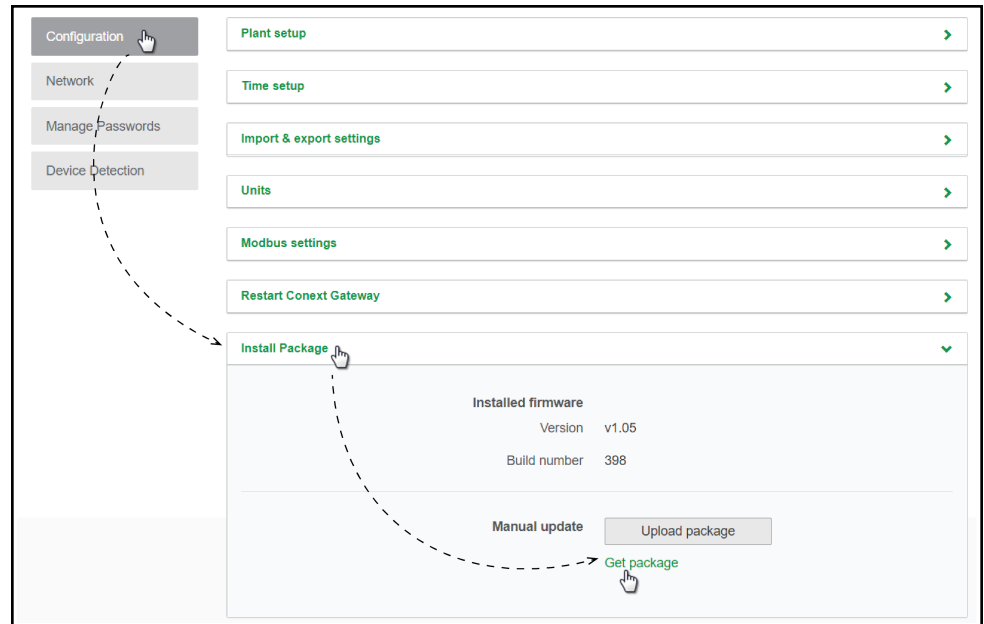 Configuration
Network
Manage Passwords
Device Detection
Plant setup
Time setup
Import & export settings
Units
Modbus settings
Restart Conext Gateway
Install Package
Installed firmware
Version v1.05
Build number 398
Manual update Upload package
Get package